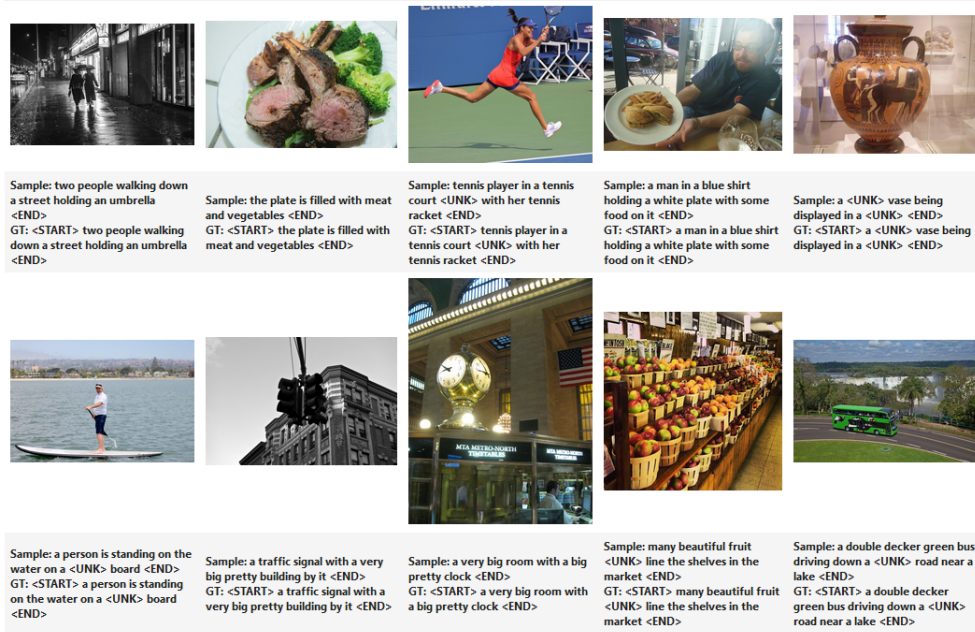 Sample: two people walking down
a street holding an umbrella
<END>
GT: <START> two people walking
down a street holding an umbrella
<END>
Sample: the plate is filled with meat
and vegetables <END>
GT: <START> the plate is filled with
meat and vegetables <END>
Sample: tennis player in a tennis
court <UNK> with her tennis
racket <END>
GT: <START> tennis player in a
tennis court <UNK> with her
tennis racket <END>
Sample: a man in a blue shirt
holding a white plate with some
food on it <END>
GT: <START> a man in a blue shirt
holding a white plate with some
food on it <END>
Sample: a <UNK> vase being
displayed in a <UNK> <END>
GT: <START> a <UNK> vase being
displayed in a <UNK> <END>
MTA METRO-NORTH
TIMETABLES
MTA METRO-NORTH
TIMETABLES
Sample: a person is standing on the
water on a <UNK> board <END>
GT: <START> a person is standing
on the water on a <UNK> board
<END>
Sample: a traffic signal with a very
big pretty building by it <END>
GT: <START> a traffic signal with a
very big pretty building by it <END>
Sample: a very big room with a big
pretty clock <END>
GT: <START> a very big room with
a big pretty clock <END>
Sample: many beautiful fruit
<UNK> line the shelves in the
market <END>
GT: <START> many beautiful fruit
<UNK> line the shelves in the
market <END>
Sample: a double decker green bus
driving down a <UNK> road near a
lake <END>
GT: <START> a double decker
green bus driving down a <UNK>
road near a lake <END>